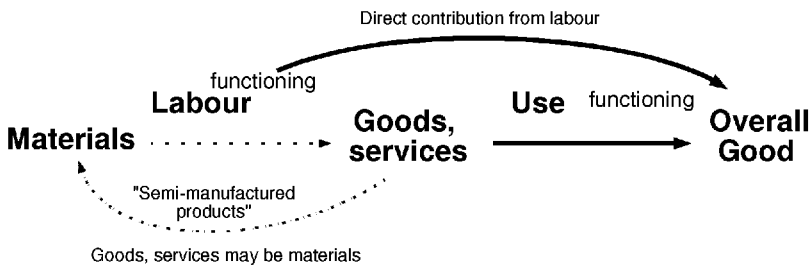 Direct contribution from labour
functioning
Labour
Use functioning
Materials
Goods,
services
Overall
Good
"Semi-manufactured
products"
Goods, services may be materials